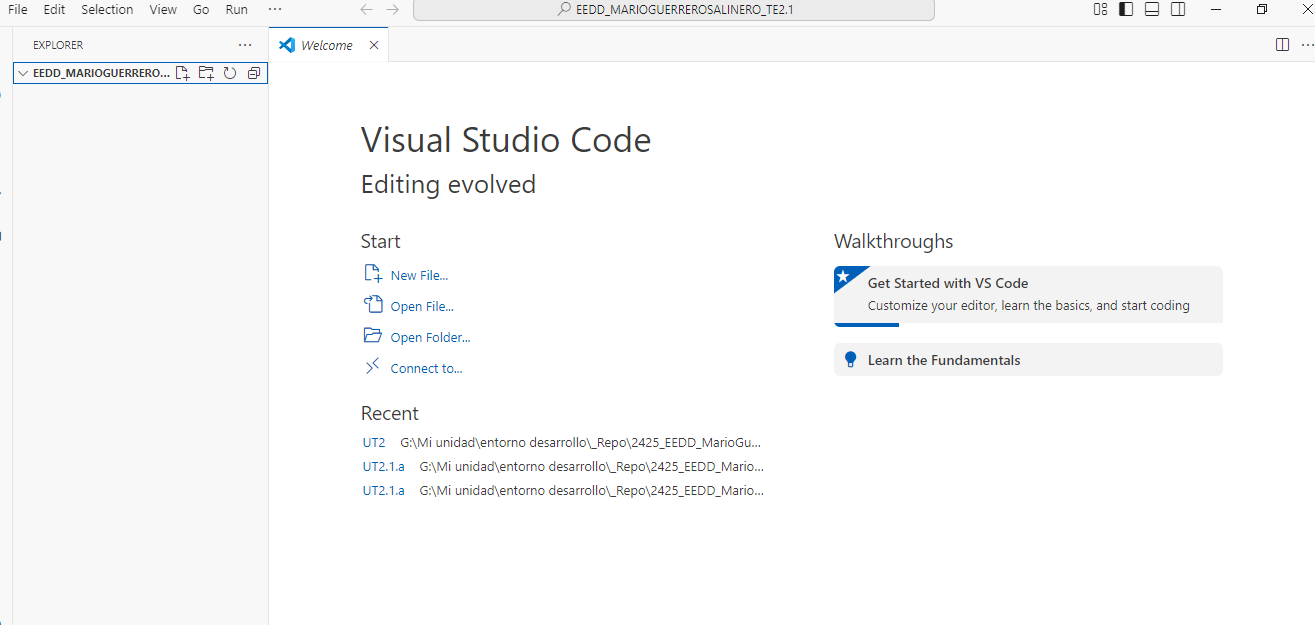 File Edit Selection View Go Run ···
EEDD_MARIOGUERREROSALINERO_TE2.1
EXPLORER ···
Welcome
EEDD_MARIOGUERRERO...
Visual Studio Code
Editing evolved
Start
New File...
Open File...
Open Folder...
Connect to...
Recent
UT2 G:\Mi unidad\entorno desarrollo\_Repo\2425_EEDD_MarioGu...
UT2.1.a G:\Mi unidad\entorno desarrollo\_Repo\2425_EEDD_Mario...
UT2.1.a G:\Mi unidad\entorno desarrollo\_Repo\2425_EEDD_Mario...
Walkthroughs
Get Started with VS Code
Customize your editor, learn the basics, and start coding
Learn the Fundamentals